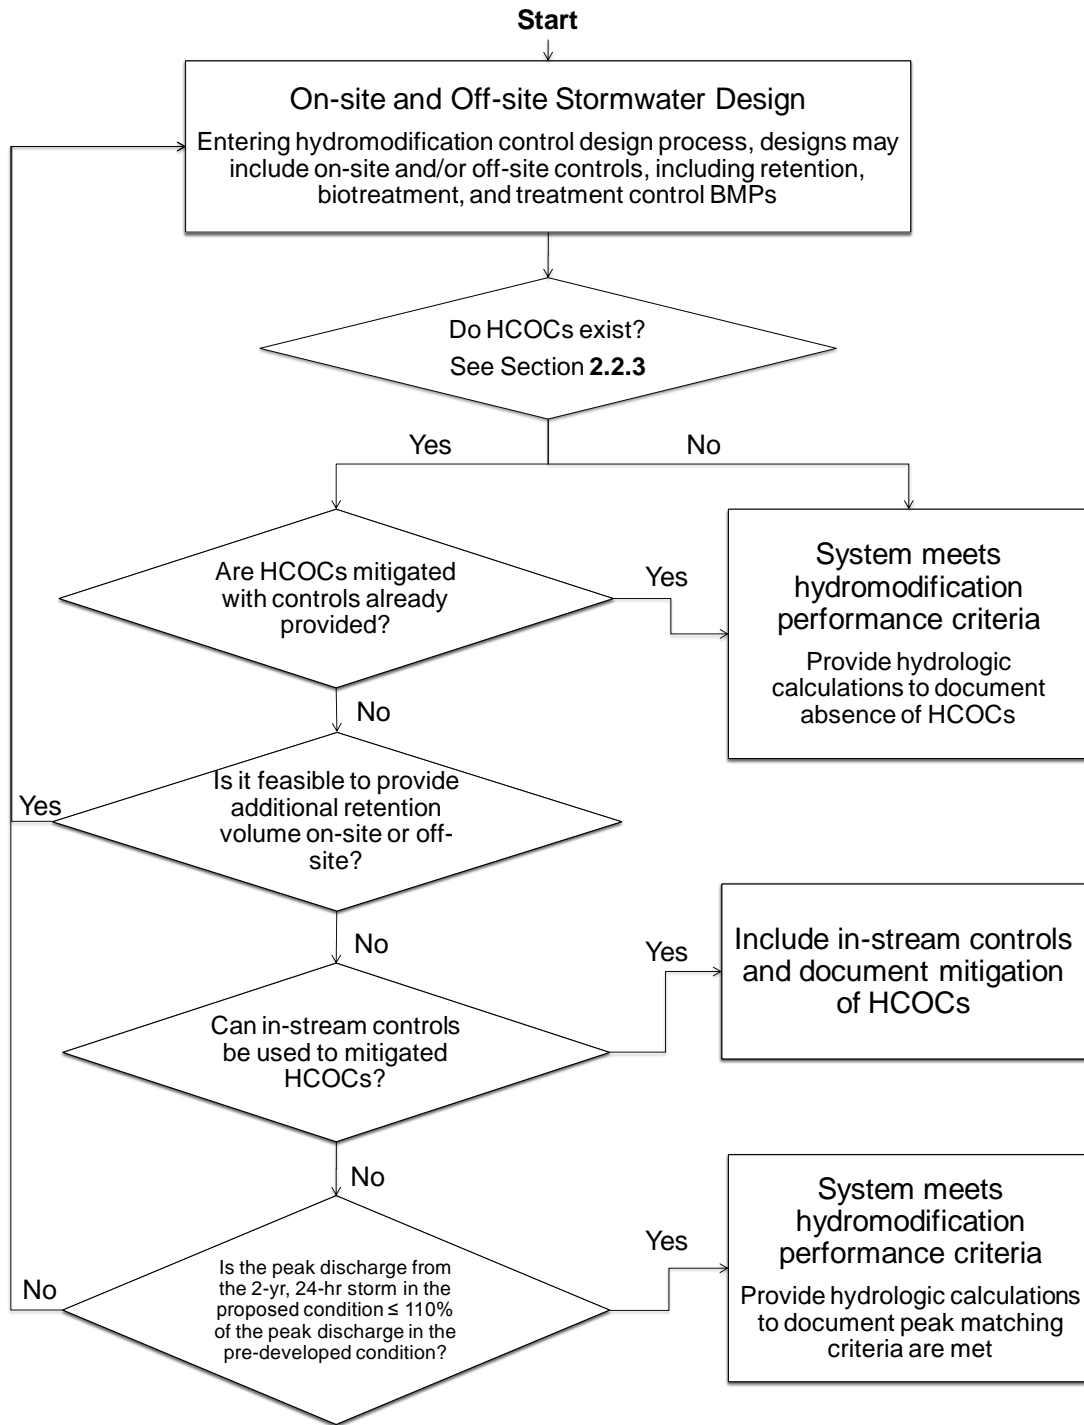 Start
On-site and Off-site Stormwater Design
Entering hydromodification control design process, designs may
include on-site and/or off-site controls, including retention,
biotreatment, and treatment control BMPs
Do HCOCs exist?
See Section 2.2.3
Yes
No
Are HCOCs mitigated
with controls already
provided?
Yes
System meets
hydromodification
performance criteria
Provide hydrologic
calculations to document
absence of HCOCs
No
Is it feasible to provide
additional retention
volume on-site or off-
site?
Yes
No
Can in-stream controls
be used to mitigated
HCOCs?
Yes
Include in-stream controls
and document mitigation
of HCOCs
No
Is the peak discharge from
the 2-yr, 24-hr storm in the
proposed condition ≤ 110%
of the peak discharge in the
pre-developed condition?
No
Yes
System meets
hydromodification
performance criteria
Provide hydrologic calculations
to document peak matching
criteria are met